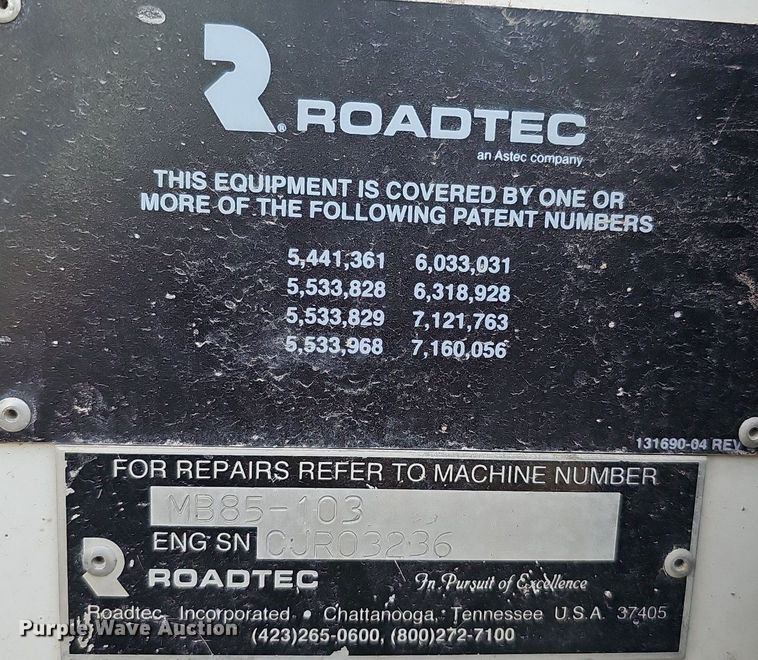 ® ROADTEC
an Astec company
THIS EQUIPMENT IS COVERED BY ONE OR
MORE OF THE FOLLOWING PATENT NUMBERS
5,441,361 6,033,031
5,533,828 6,318,928
5,533,829 7,121,763
5,533,968 7,160,056
131690-04 REV
FOR REPAIRS REFER TO MACHINE NUMBER
MB85-103
ENG SN CJR03236
ROADTEC In Pursuit of Excellence
Roadtec, Incorporated • Chattanooga, Tennessee U.S.A. 37405
(423)265-0600, (800)272-7100
Purple Wave Auction